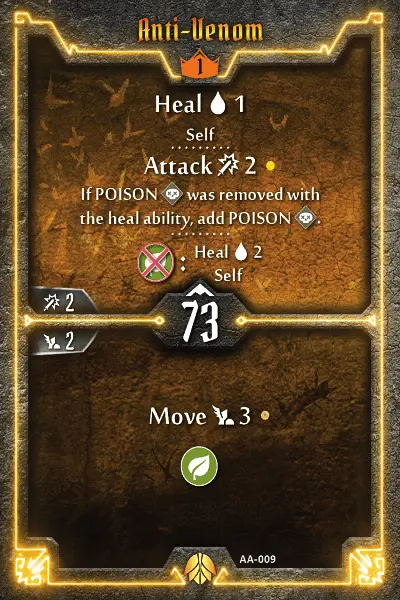 Anti-Venom
1
Heal 1
Self
Attack 2
If POISON was removed with
the heal ability, add POISON .
: Heal 2
Self
2
73
2
Move 3
AA-009